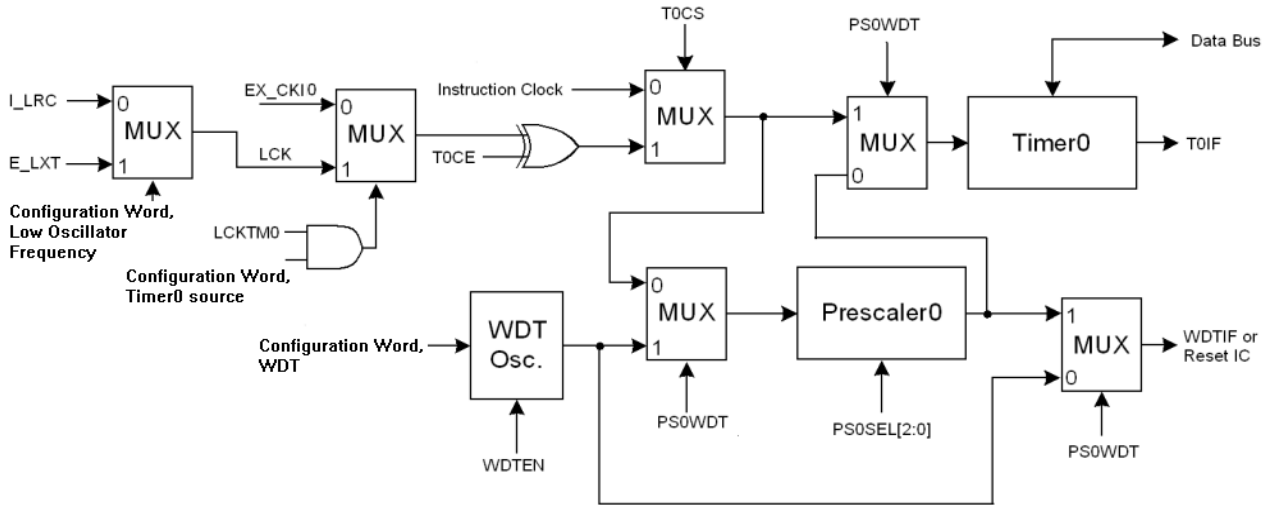 T0CS
PS0WDT
Data Bus
I_LRC
0
MUX
E_LXT
1
Configuration Word,
Low Oscillator
Frequency
EX_CKI0
0
MUX
LCK
1
T0CE
LCKTM0
Configuration Word,
Timer0 source
Instruction Clock
0
MUX
1
1
MUX
0
Timer0
T0IF
Configuration Word,
WDT
WDT
Osc.
WDTEN
0
MUX
1
PS0WDT
Prescaler0
PS0SEL[2:0]
1
MUX
0
WDTIF or
Reset IC
PS0WDT